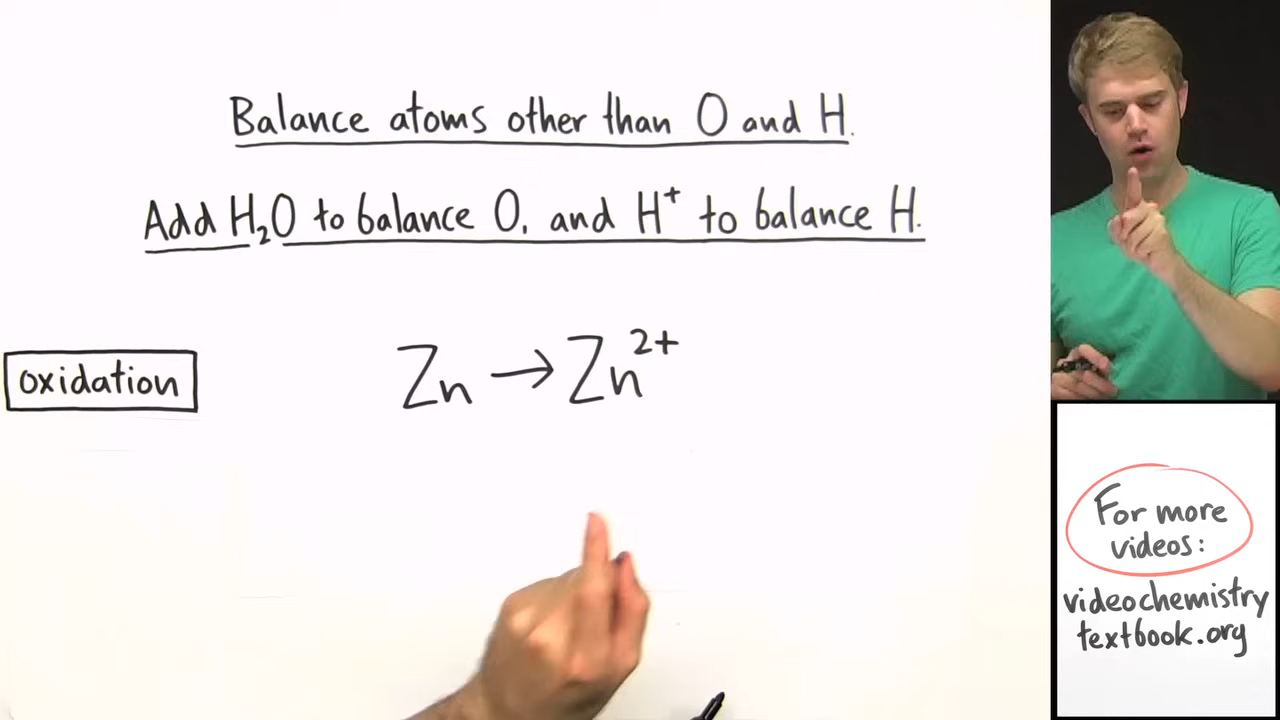 Balance atoms other than O and H.
Add H₂O to balance O, and H⁺ to balance H.
oxidation
Zn → Zn²⁺
For more
videos:
videochemistry
textbook.org